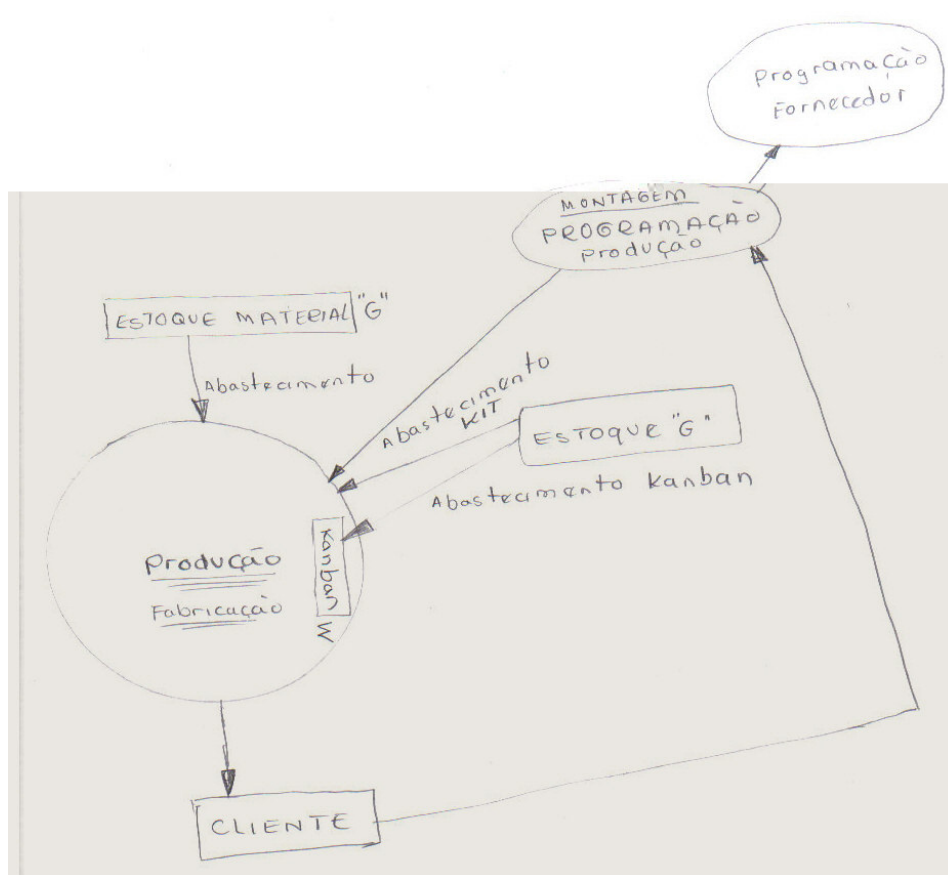 Programação
Fornecedor
MONTAGEM
PROGRAMAÇÃO
Produção
ESTOQUE MATERIAL "G"
Abastecimento
Abastecimento
KIT
ESTOQUE "G"
Abastecimento Kanban
Kanban
W
Produção
Fabricação
CLIENTE